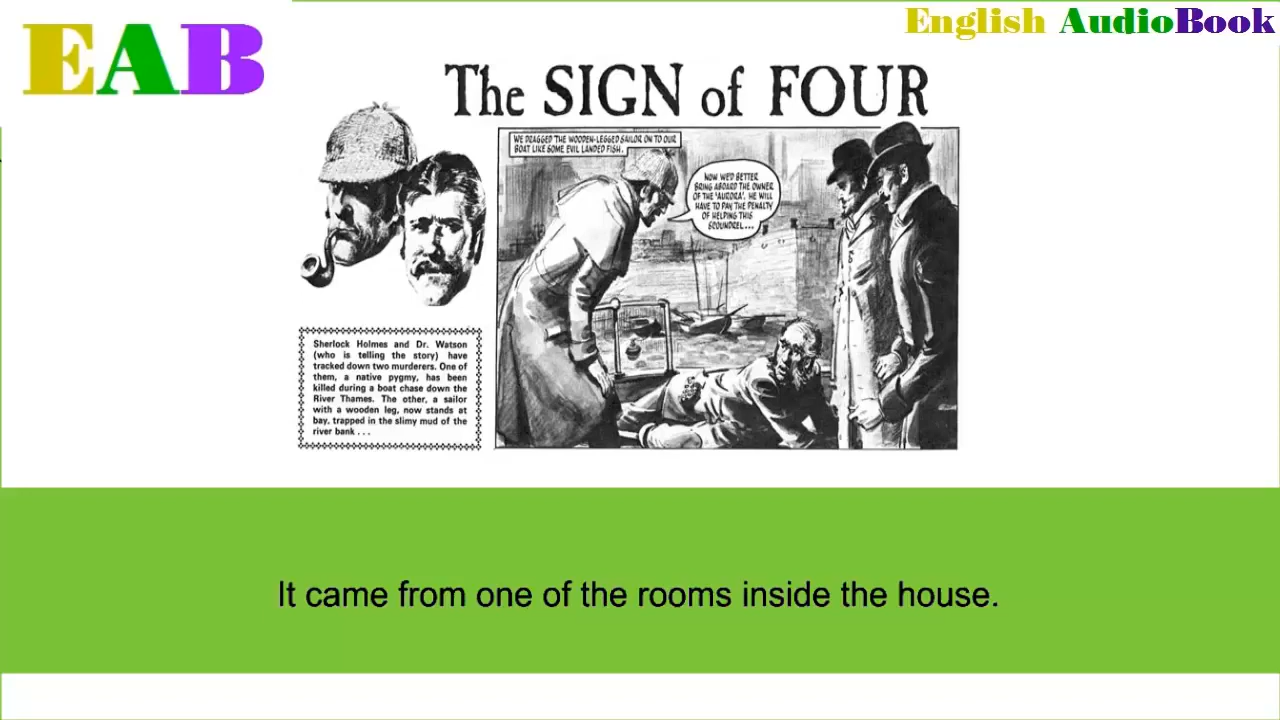 EAB
English AudioBook
The SIGN of FOUR
WE DRAGGED THE WOODEN-LEGGED SAILOR ON TO OUR
BOAT LIKE SOME EVIL LANDED FISH.
NOW WE'D BETTER
BRING ABOARD THE OWNER
OF THE 'AURORA'. HE WILL
HAVE TO PAY THE PENALTY
OF HELPING THIS
SCOUNDREL...
Sherlock Holmes and Dr. Watson
(who is telling the story) have
tracked down two murderers. One of
them, a native pygmy, has been
killed during a boat chase down the
River Thames. The other, a sailor
with a wooden leg, now stands at
bay, trapped in the slimy mud of the
river bank . . .
It came from one of the rooms inside the house.